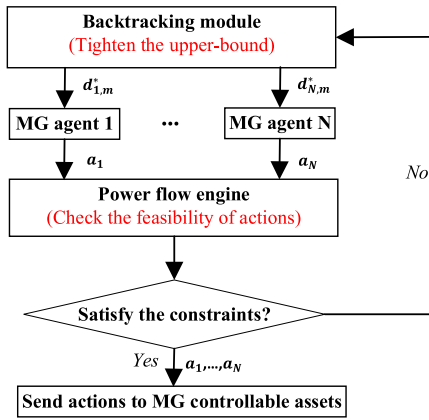 Backtracking module
(Tighten the upper-bound)
d*1,m
d*N,m
MG agent 1
...
MG agent N
a1
aN
No
Power flow engine
(Check the feasibility of actions)
Satisfy the constraints?
Yes
a1,...,aN
Send actions to MG controllable assets